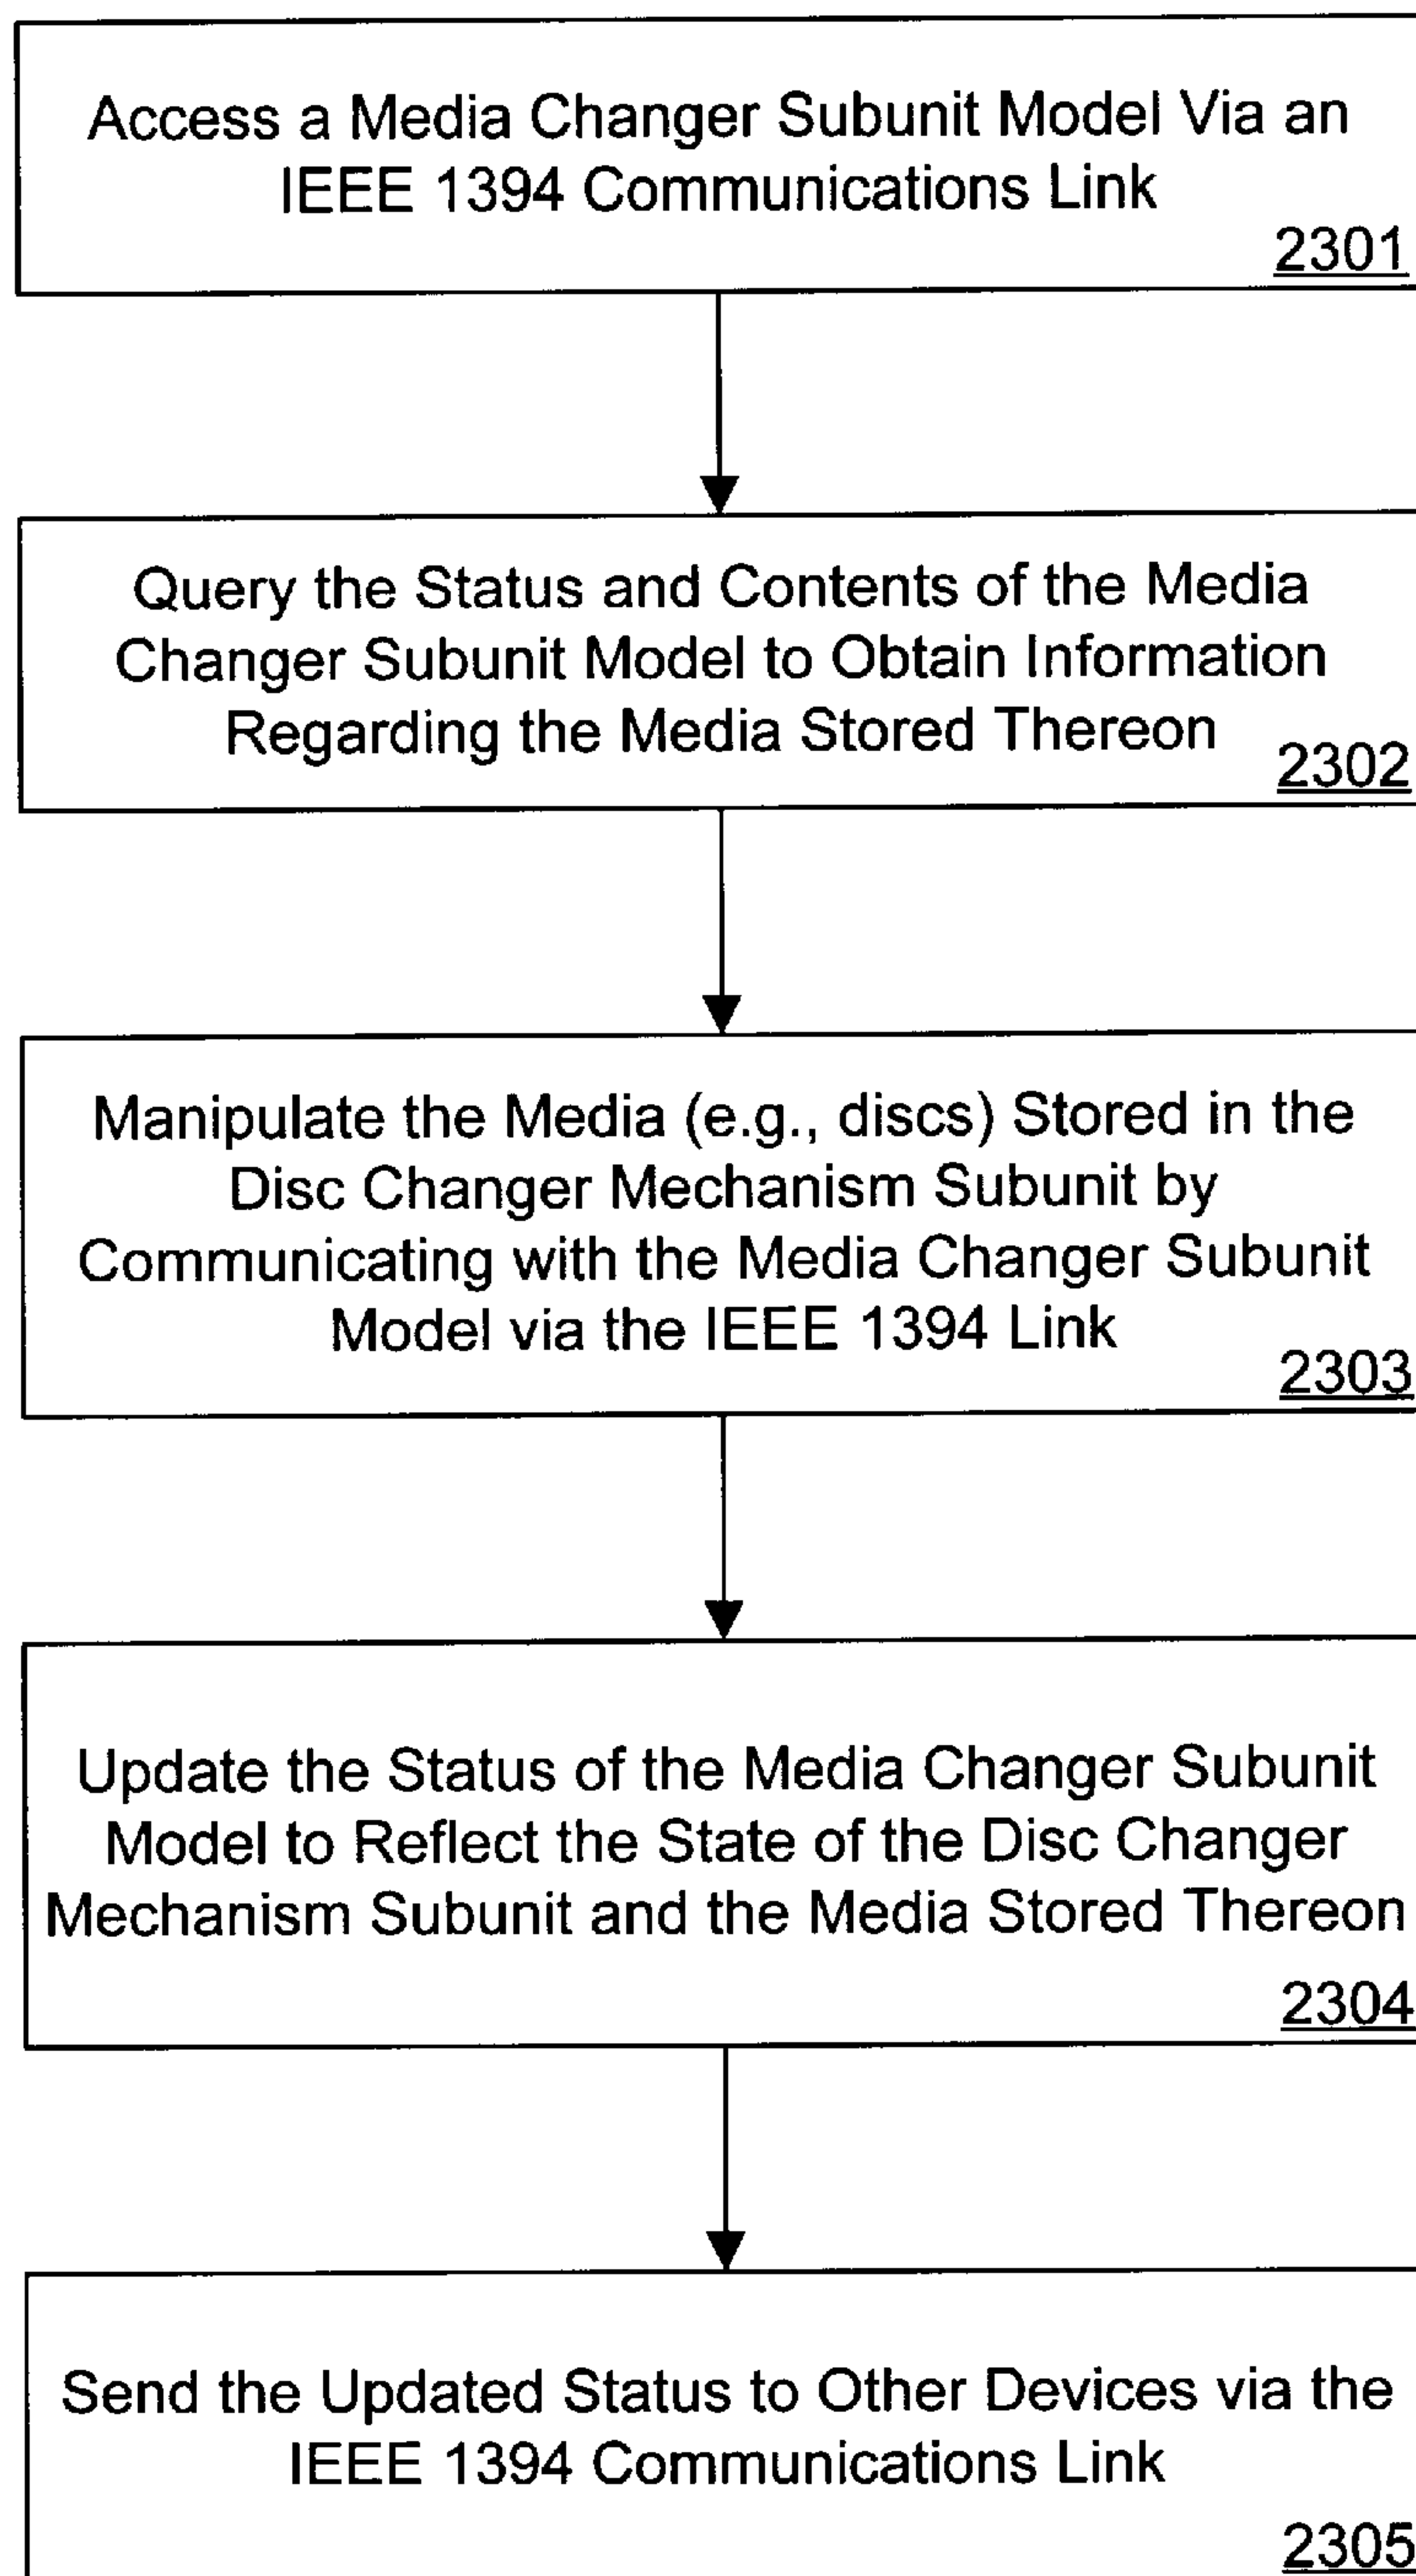 Access a Media Changer Subunit Model Via an
IEEE 1394 Communications Link
2301
Query the Status and Contents of the Media
Changer Subunit Model to Obtain Information
Regarding the Media Stored Thereon
2302
Manipulate the Media (e.g., discs) Stored in the
Disc Changer Mechanism Subunit by
Communicating with the Media Changer Subunit
Model via the IEEE 1394 Link
2303
Update the Status of the Media Changer Subunit
Model to Reflect the State of the Disc Changer
Mechanism Subunit and the Media Stored Thereon
2304
Send the Updated Status to Other Devices via the
IEEE 1394 Communications Link
2305